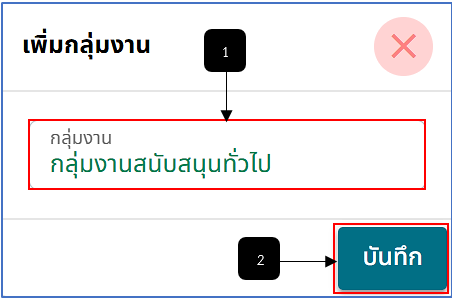 เพิ่มกลุ่มงาน
1
กลุ่มงาน
กลุ่มงานสนับสนุนทั่วไป
2
บันทึก